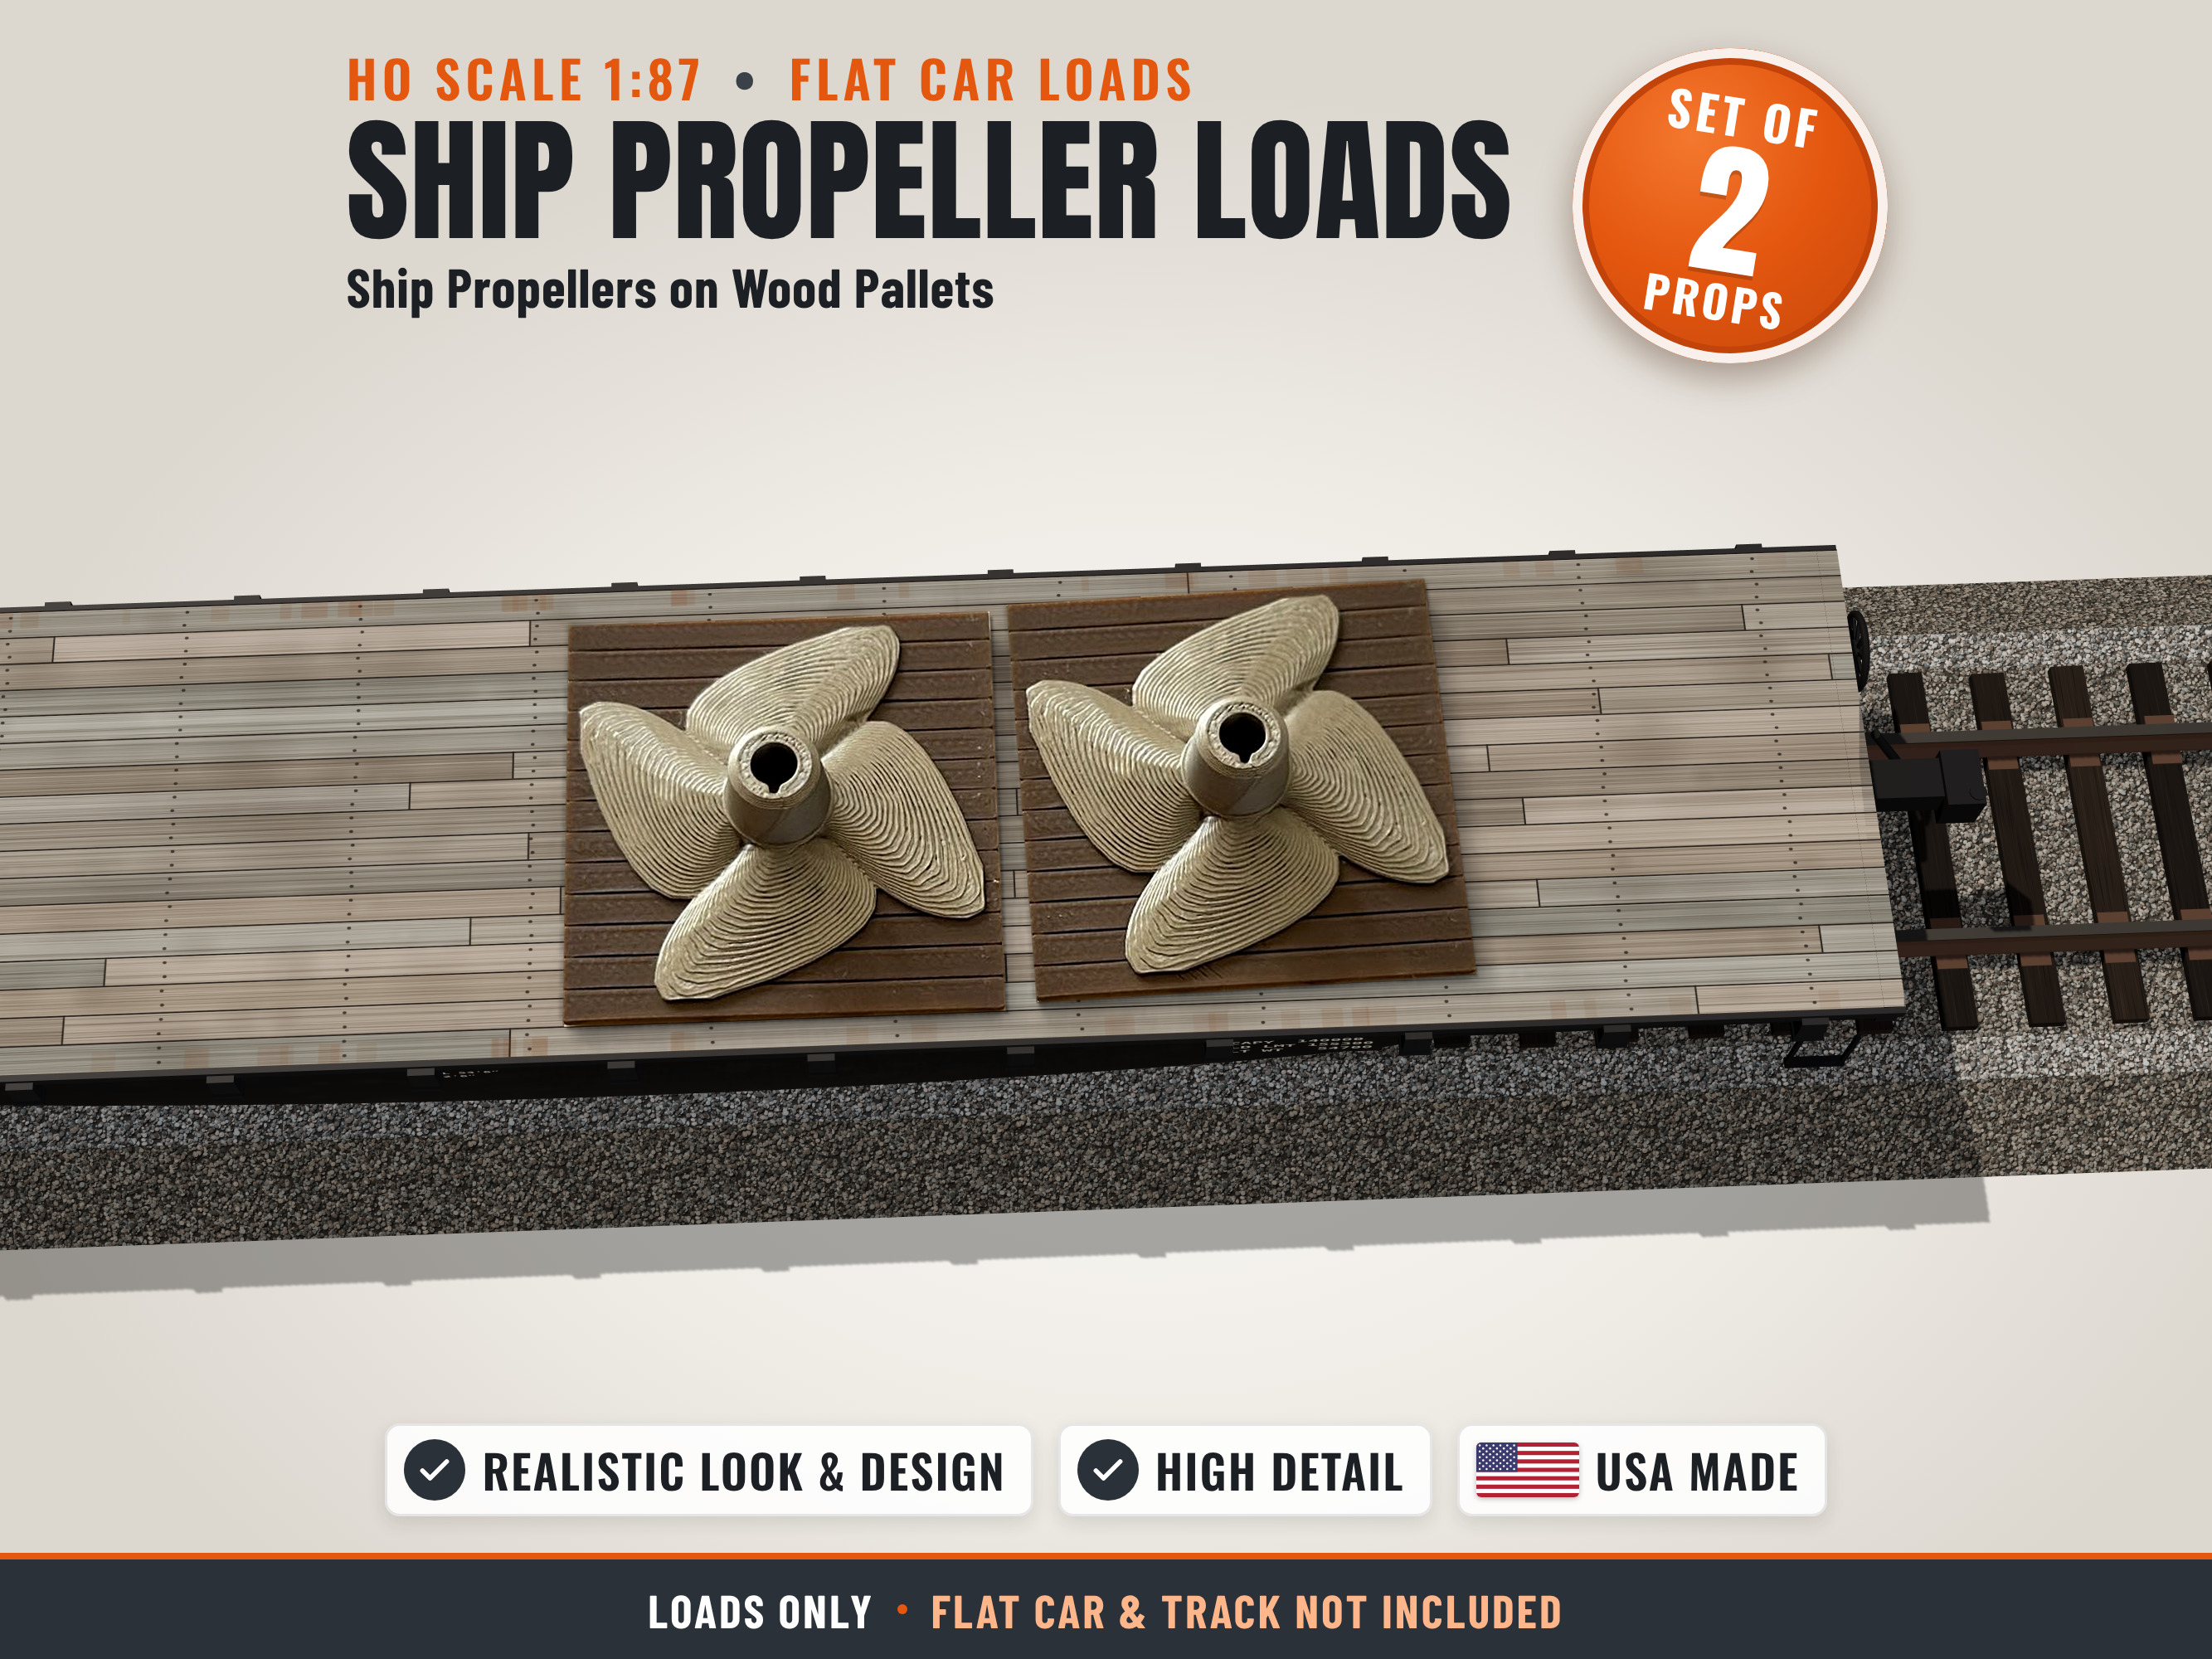 HO SCALE 1:87 • FLAT CAR LOADS
SHIP PROPELLER LOADS
Ship Propellers on Wood Pallets
SET OF
2
PROPS
REALISTIC LOOK & DESIGN
HIGH DETAIL
USA MADE
LOADS ONLY • FLAT CAR & TRACK NOT INCLUDED